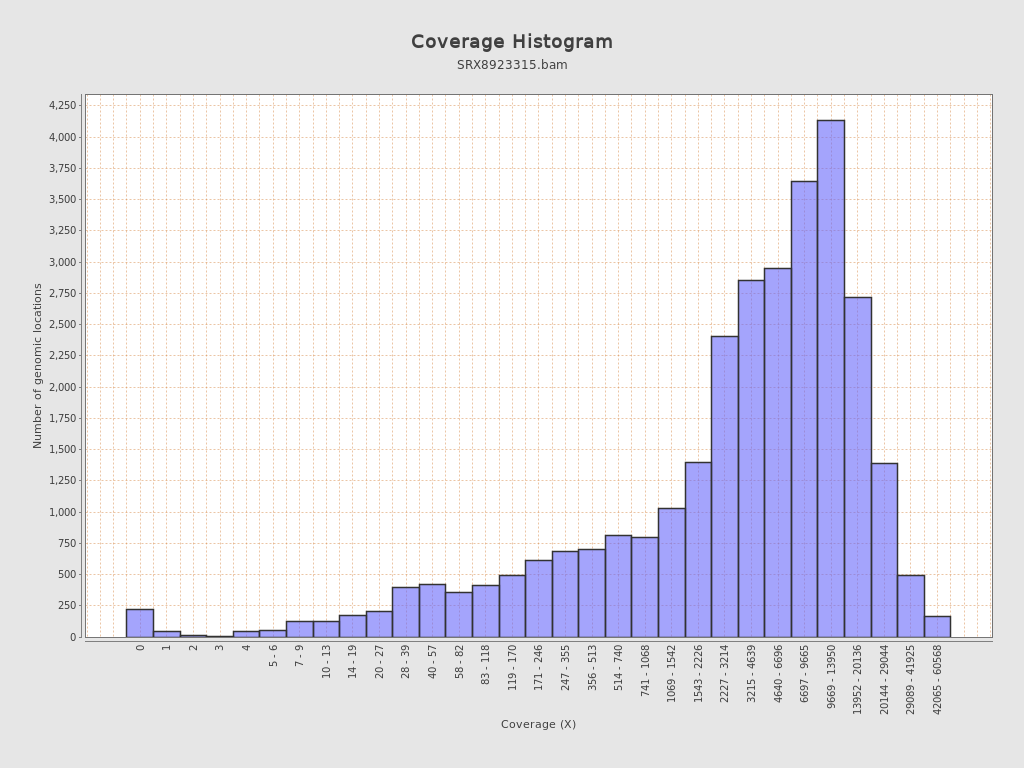 Coverage Histogram
SRX8923315.bam
Number of genomic locations
4,250
4,000
3,750
3,500
3,250
3,000
2,750
2,500
2,250
2,000
1,750
1,500
1,250
1,000
750
500
250
0
0
1
2
3
4
5 - 6
7 - 9
10 - 13
14 - 19
20 - 27
28 - 39
40 - 57
58 - 82
83 - 118
119 - 170
171 - 246
247 - 355
356 - 513
514 - 740
741 - 1068
1069 - 1542
1543 - 2226
2227 - 3214
3215 - 4639
4640 - 6696
6697 - 9665
9669 - 13950
13952 - 20136
20144 - 29044
29089 - 41925
42065 - 60568
Coverage (X)